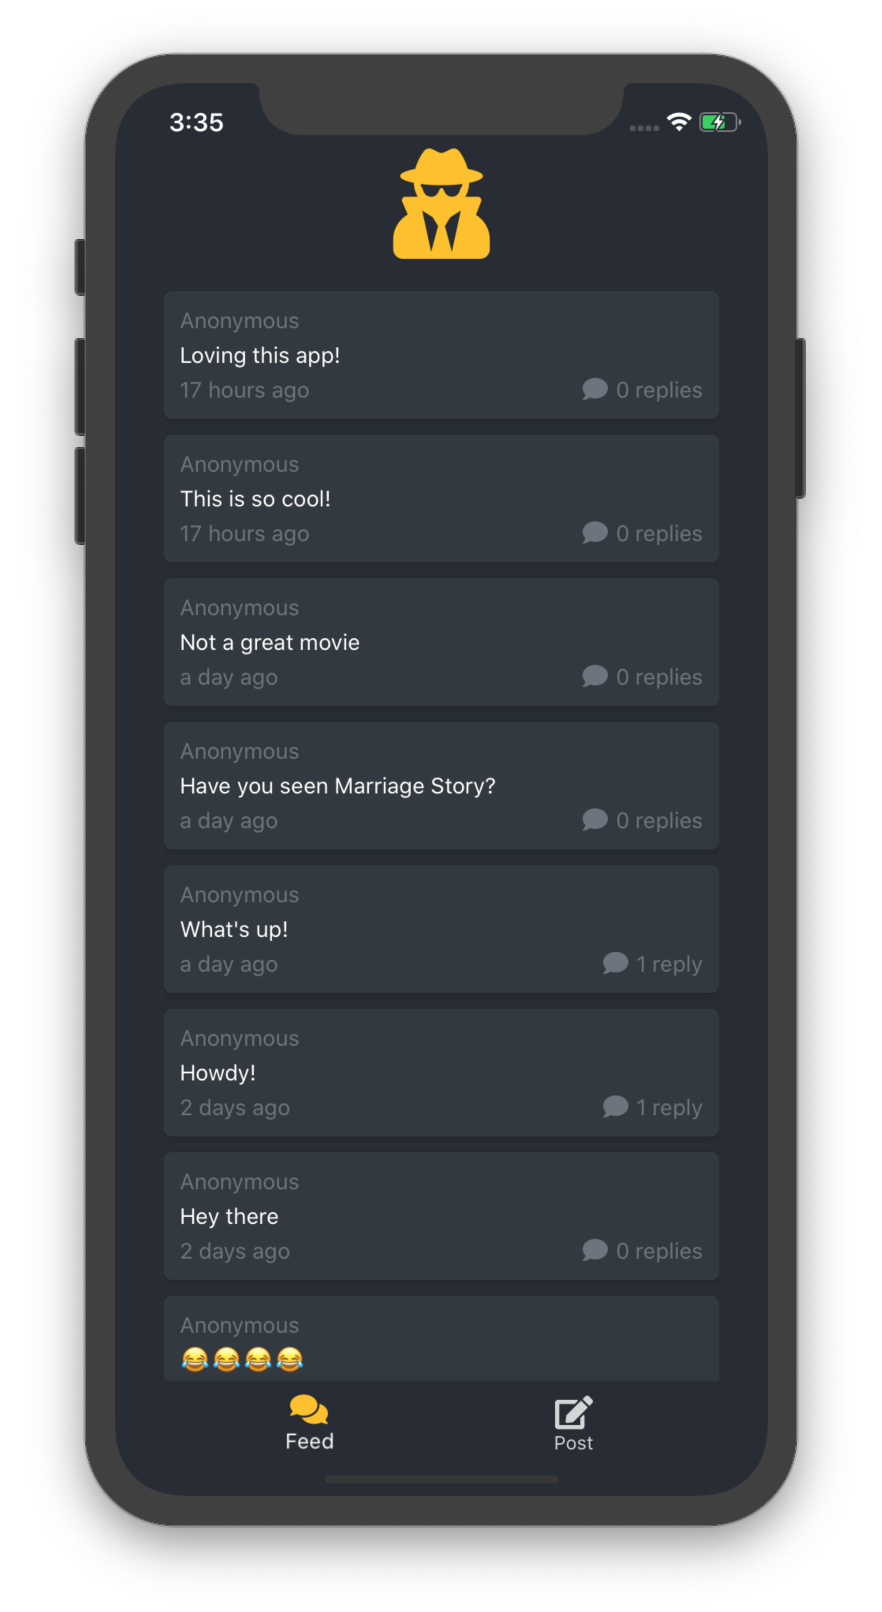 3:35
Anonymous
Loving this app!
17 hours ago 0 replies
Anonymous
This is so cool!
17 hours ago 0 replies
Anonymous
Not a great movie
a day ago 0 replies
Anonymous
Have you seen Marriage Story?
a day ago 0 replies
Anonymous
What's up!
a day ago 1 reply
Anonymous
Howdy!
2 days ago 1 reply
Anonymous
Hey there
2 days ago 0 replies
Anonymous
😂😂😂😂
Feed Post